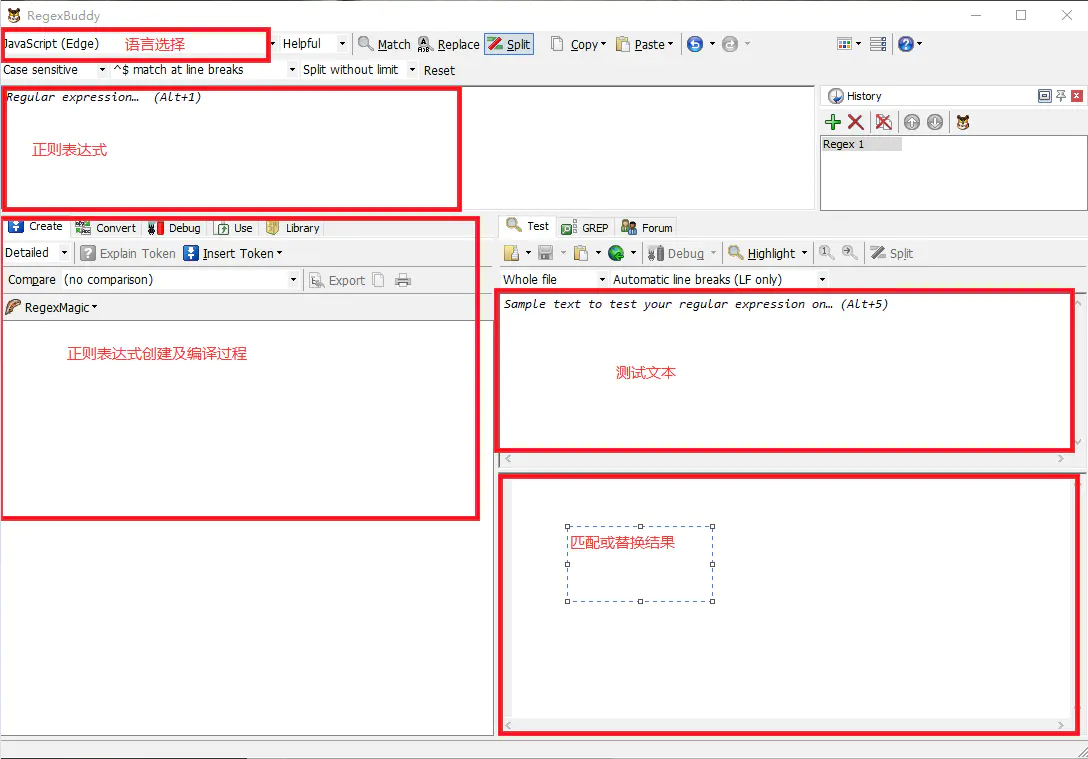 RegexBuddy
JavaScript (Edge) 语言选择 Helpful Match Replace Split Copy Paste
Case sensitive ^$ match at line breaks Split without limit Reset
Regular expression… (Alt+1)
正则表达式
History
Regex 1
Create Convert Debug Use Library
Detailed Explain Token Insert Token
Compare (no comparison) Export
RegexMagic
正则表达式创建及编译过程
Test GREP Forum
Debug Highlight Split
Whole file Automatic line breaks (LF only)
Sample text to test your regular expression on… (Alt+5)
测试文本
匹配或替换结果